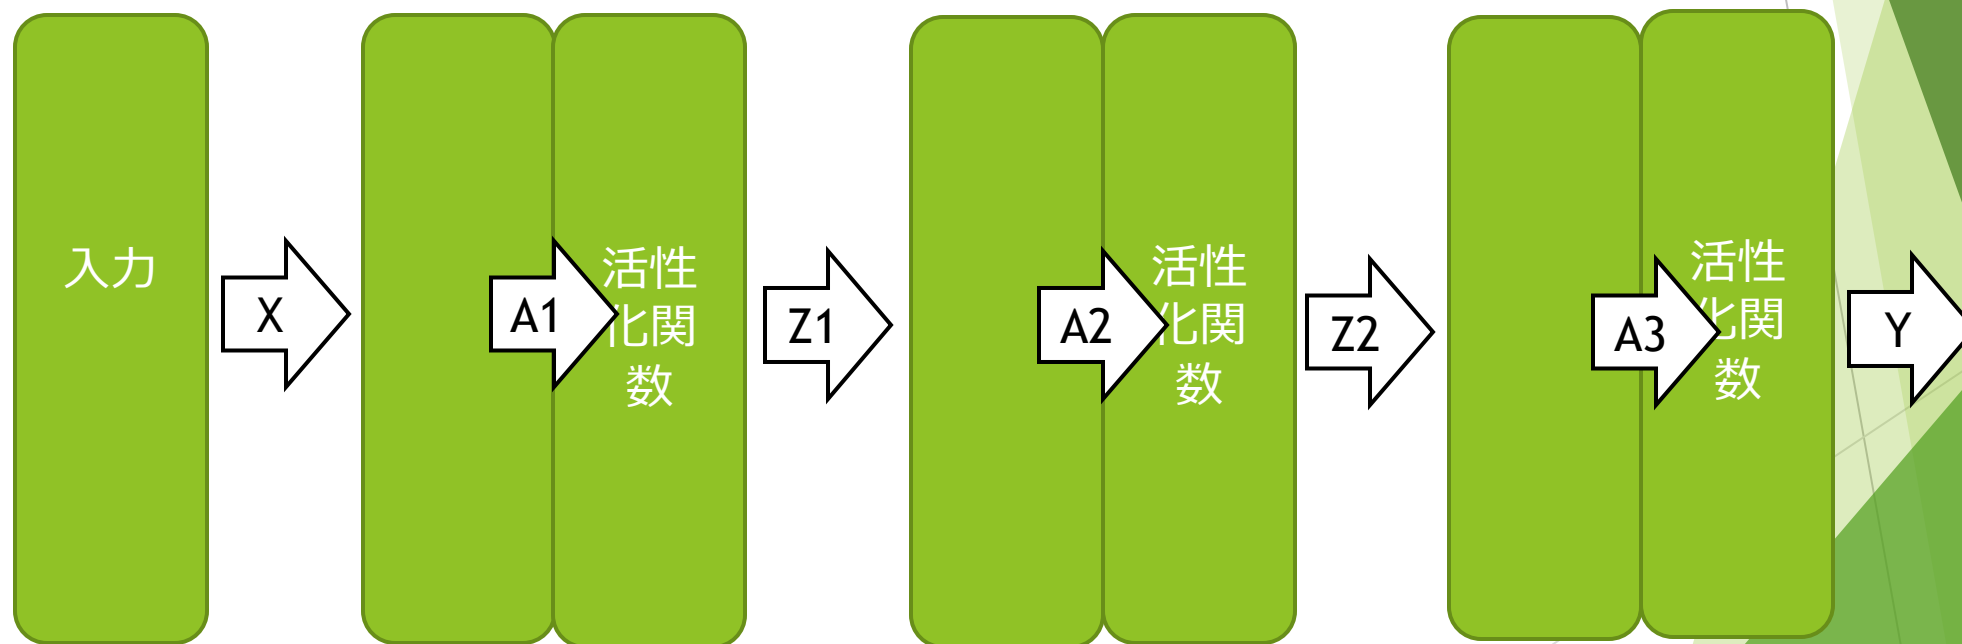 入力
X
A1
活性
化関
数
Z1
A2
活性
化関
数
Z2
A3
活性
化関
数
Y